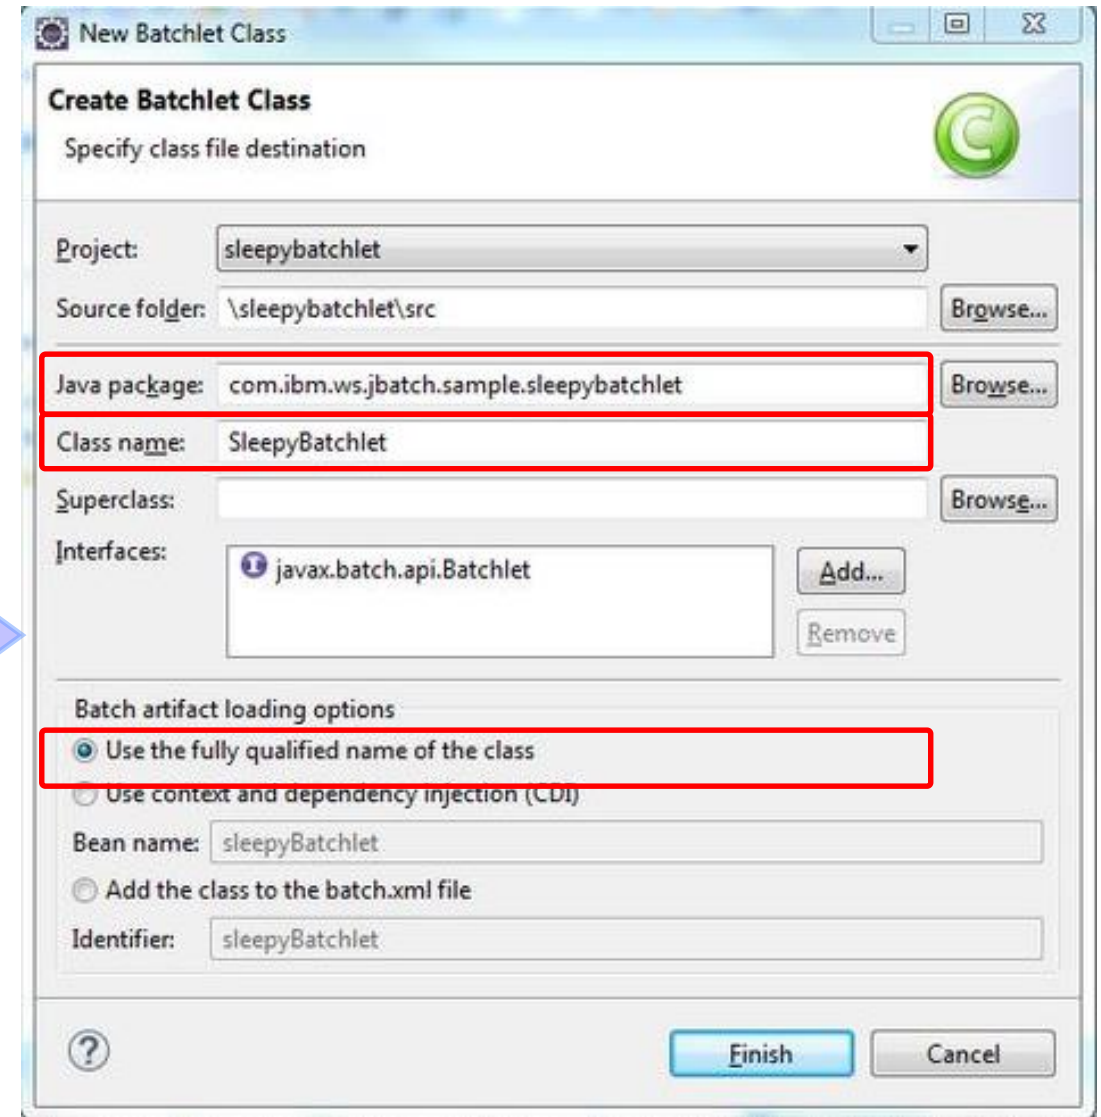 New Batchlet Class
Create Batchlet Class
Specify class file destination
Project: sleepybatchlet
Source folder: \sleepybatchlet\src Browse...
Java package: com.ibm.ws.jbatch.sample.sleepybatchlet Browse...
Class name: SleepyBatchlet
Superclass: Browse...
Interfaces: javax.batch.api.Batchlet Add...
Remove
Batch artifact loading options
Use the fully qualified name of the class
Use context and dependency injection (CDI)
Bean name: sleepyBatchlet
Add the class to the batch.xml file
Identifier: sleepyBatchlet
? Finish Cancel